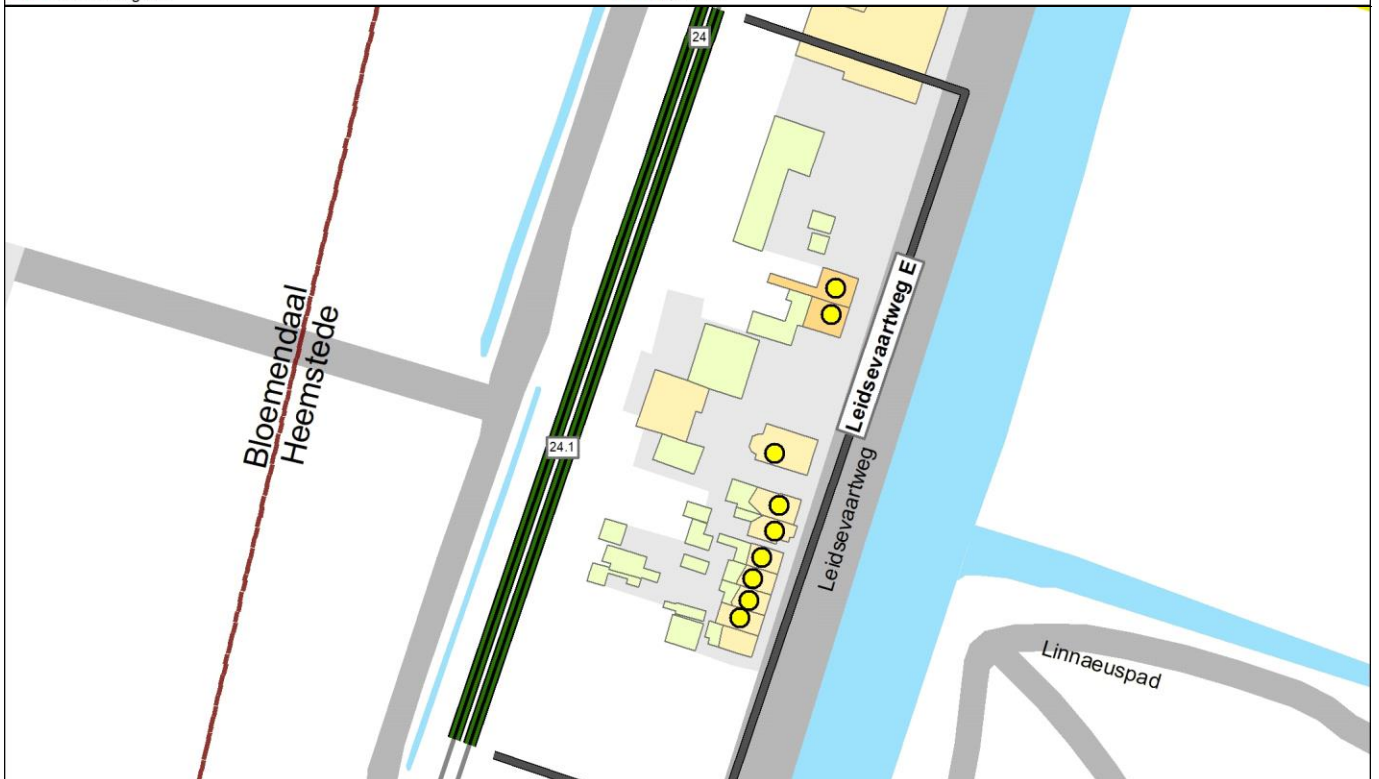 24
Leidsevaartweg E
Bloemendaal
Heemstede
24.1
Leidsevaartweg
Linnaeuspad